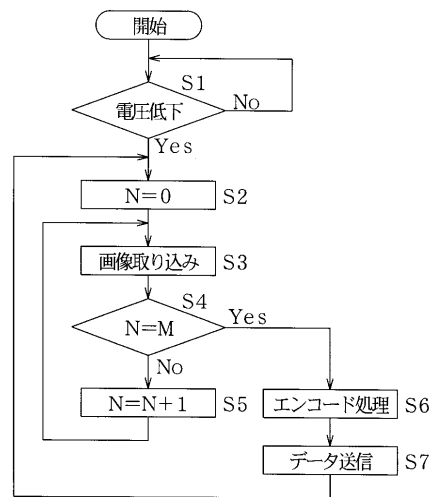 開始
S1
電圧低下
No
Yes
N=0
S2
画像取り込み
S3
S4
N=M
Yes
No
N=N+1
S5
エンコード処理
S6
データ送信
S7